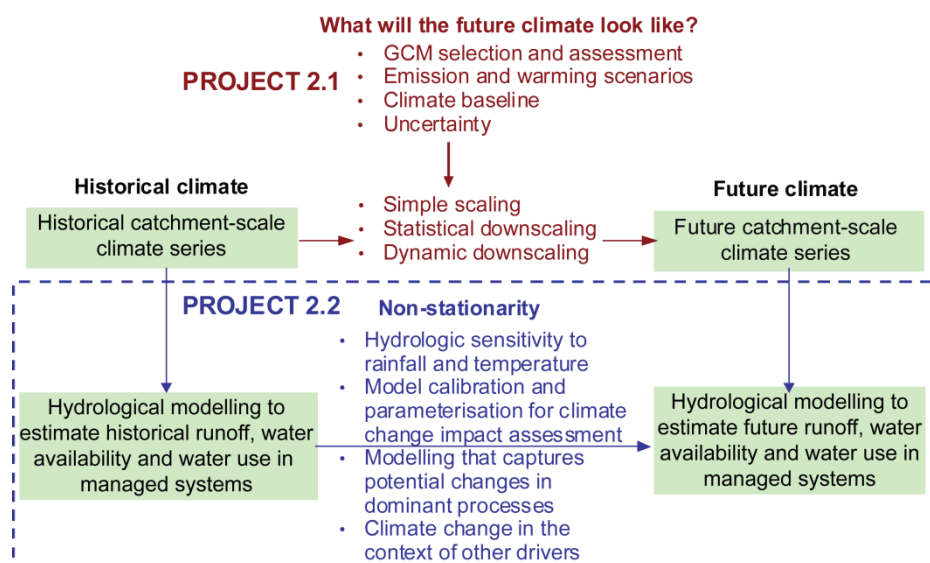 What will the future climate look like?
• GCM selection and assessment
• Emission and warming scenarios
• Climate baseline
• Uncertainty
PROJECT 2.1
Historical climate
Historical catchment-scale
climate series
• Simple scaling
• Statistical downscaling
• Dynamic downscaling
Future climate
Future catchment-scale
climate series
PROJECT 2.2
Non-stationarity
• Hydrologic sensitivity to
rainfall and temperature
• Model calibration and
parameterisation for climate
change impact assessment
• Modelling that captures
potential changes in
dominant processes
• Climate change in the
context of other drivers
Hydrological modelling to
estimate historical runoff, water
availability and water use in
managed systems
Hydrological modelling to
estimate future runoff, water
availability and water use in
managed systems